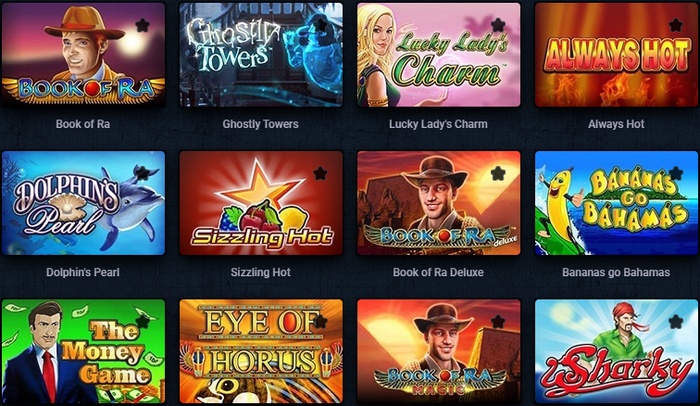 BOOK OF RA
Ghostly
Towers™
Lucky Lady's
Charm™
ALWAYS HOT
Book of Ra
Ghostly Towers
Lucky Lady's Charm
Always Hot
DOLPHIN'S
Pearl
Sizzling Hot
BOOK OF RA
deluxe
BANANAS
GO
BAHAMAS
Dolphin's Pearl
Sizzling Hot
Book of Ra Deluxe
Bananas go Bahamas
The
Money
Game
EYE OF
HORUS
BOOK OF RA
MAGIC
Sharky